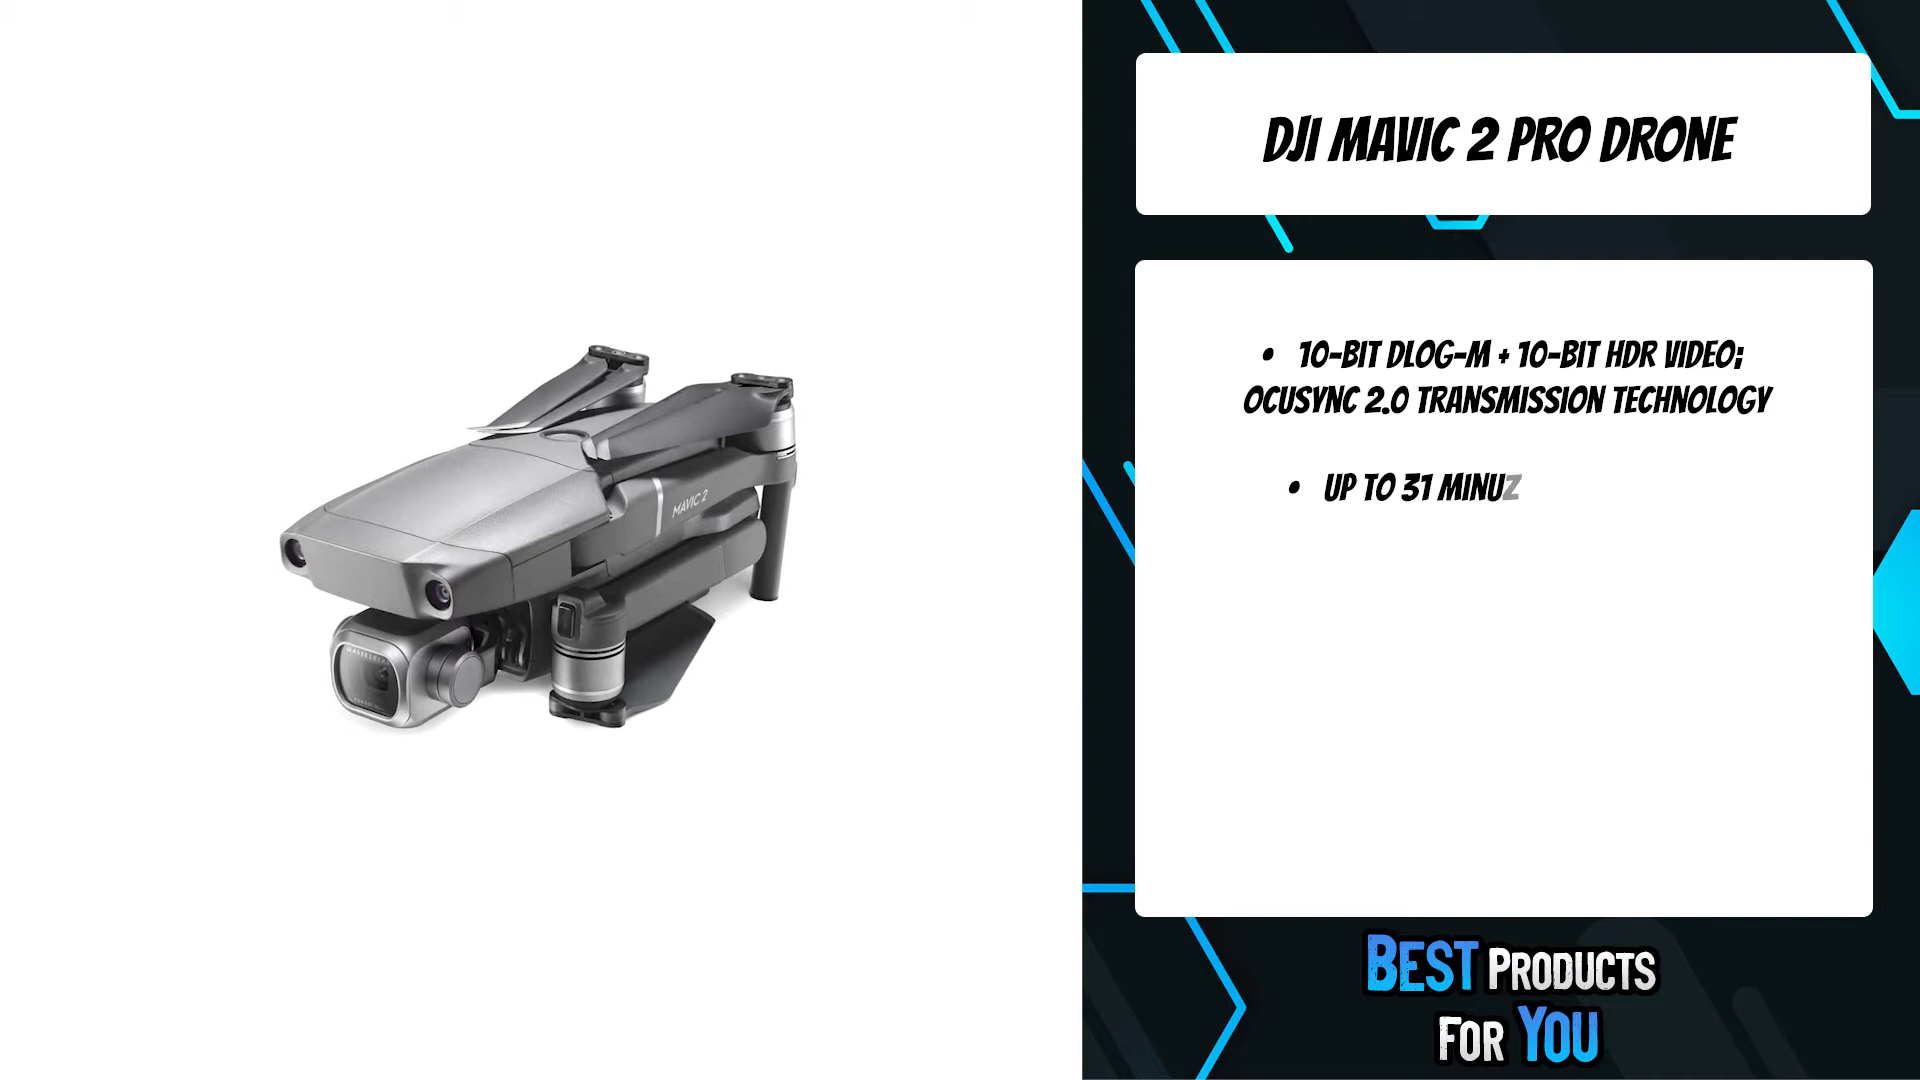 DJI MAVIC 2 PRO DRONE
• 10-BIT DLOG-M + 10-BIT HDR VIDEO;
OCUSYNC 2.0 TRANSMISSION TECHNOLOGY
• UP TO 31 MINUZ
MAVIC 2
HASSELBLAD
BEST PRODUCTS
FOR YOU